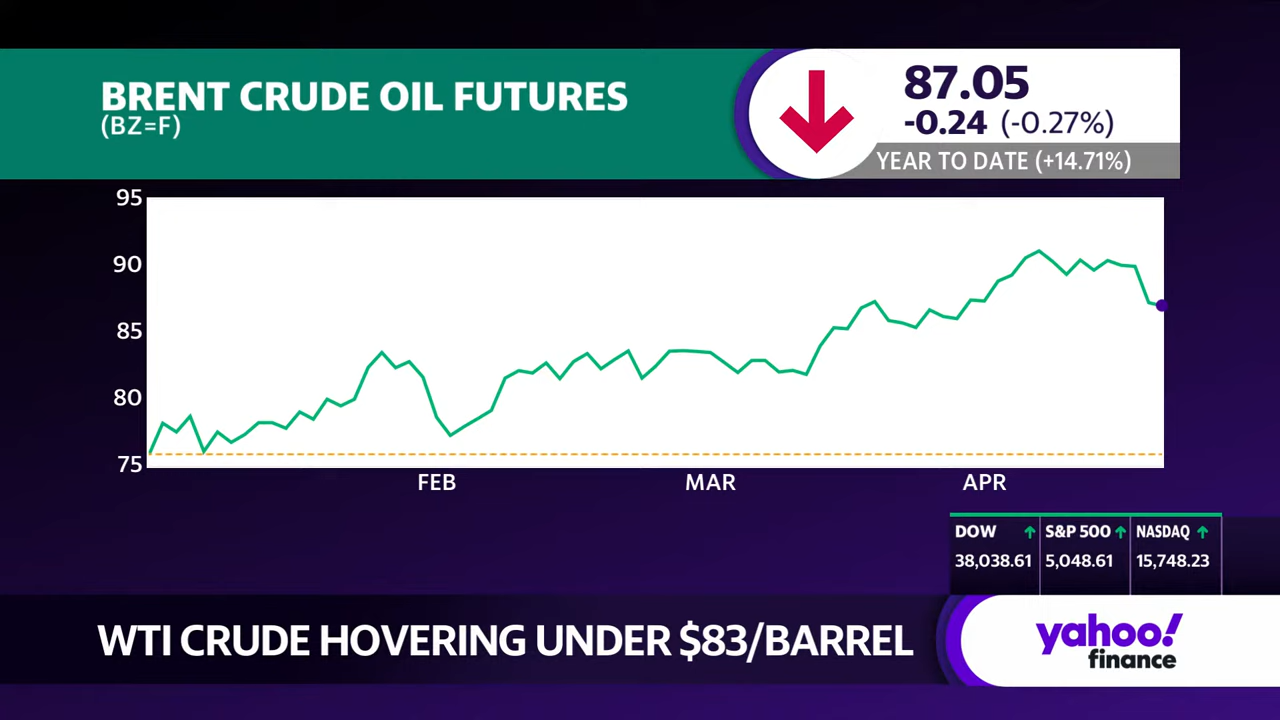 BRENT CRUDE OIL FUTURES
(BZ=F)
87.05
-0.24 (-0.27%)
YEAR TO DATE (+14.71%)
95
90
85
80
75
FEB MAR APR
DOW S&P 500 NASDAQ
38,038.61 5,048.61 15,748.23
WTI CRUDE HOVERING UNDER $83/BARREL
yahoo!
finance